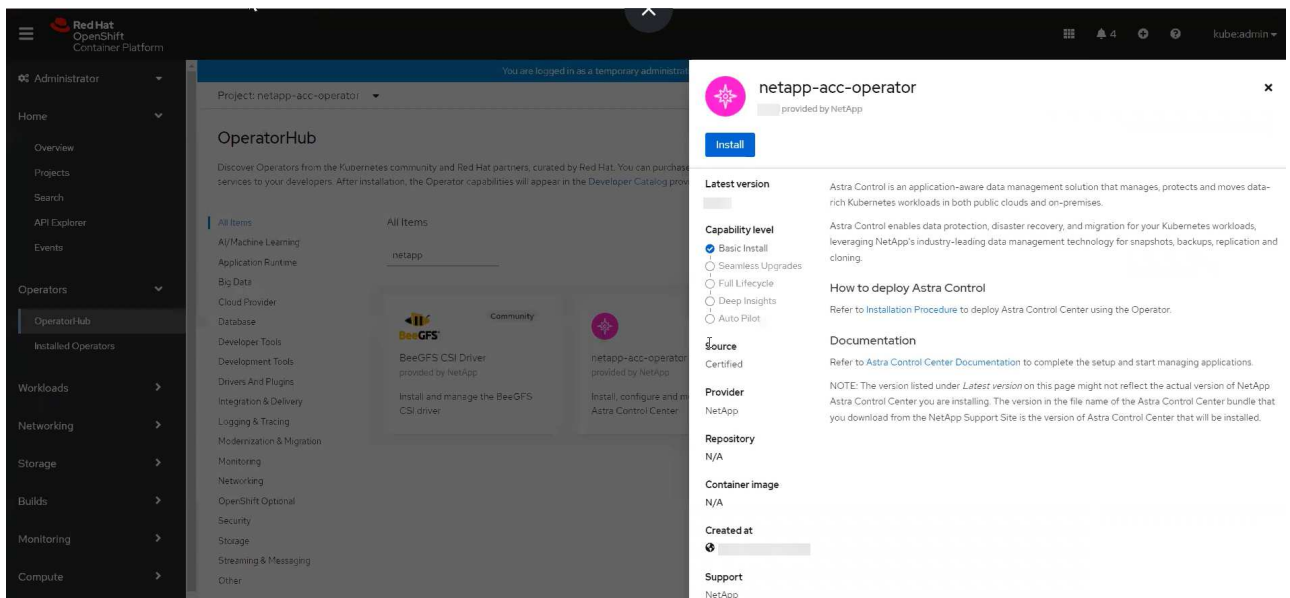 Red Hat
OpenShift
Container Platform
4
kube:admin
Administrator
Home
Overview
Projects
Search
API Explorer
Events
Operators
OperatorHub
Installed Operators
Workloads
Networking
Storage
Builds
Monitoring
Compute
You are logged in as a temporary administrat
Project: netapp-acc-operator
OperatorHub
Discover Operators from the Kubernetes community and Red Hat partners, curated by Red Hat. You can purchase
services to your developers. After installation, the Operator capabilities will appear in the Developer Catalog prov
All Items
AI/Machine Learning
Application Runtime
Big Data
Cloud Provider
Database
Developer Tools
Development Tools
Drivers And Plugins
Integration & Delivery
Logging & Tracing
Modernization & Migration
Monitoring
Networking
OpenShift Optional
Security
Storage
Streaming & Messaging
Other
All Items
netapp
BeeGFS
Community
BeeGFS CSI Driver
provided by NetApp
Install and manage the BeeGFS
CSI driver
netapp-acc-operator
provided by NetApp
Install, configure and m
Astra Control Center
netapp-acc-operator
provided by NetApp
Install
Latest version
Capability level
Basic Install
Seamless Upgrades
Full Lifecycle
Deep Insights
Auto Pilot
Source
Certified
Provider
NetApp
Repository
N/A
Container image
N/A
Created at
Support
NetApp
Astra Control is an application-aware data management solution that manages, protects and moves data-
rich Kubernetes workloads in both public clouds and on-premises.
Astra Control enables data protection, disaster recovery, and migration for your Kubernetes workloads,
leveraging NetApp's industry-leading data management technology for snapshots, backups, replication and
cloning.
How to deploy Astra Control
Refer to Installation Procedure to deploy Astra Control Center using the Operator.
Documentation
Refer to Astra Control Center Documentation to complete the setup and start managing applications.
NOTE: The version listed under Latest version on this page might not reflect the actual version of NetApp
Astra Control Center you are installing. The version in the file name of the Astra Control Center bundle that
you download from the NetApp Support Site is the version of Astra Control Center that will be installed.